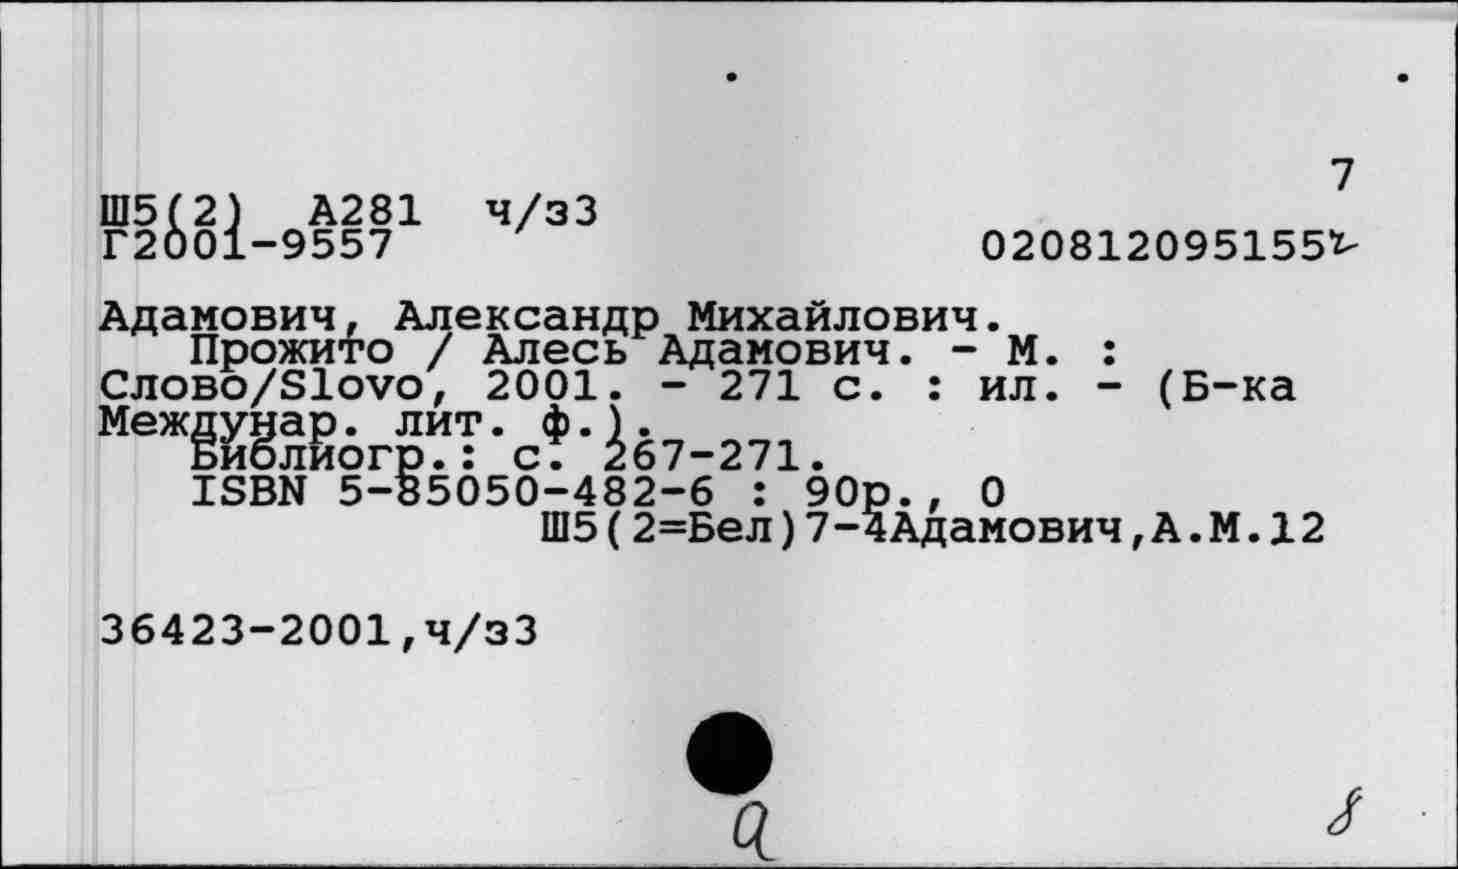 7
Ш5(2) А281 ч/з3
Г2001-9557 020812095155
Адамович, Александр Михайлович.
Прожито / Алесь Адамович. - М. :
Слово/Slovo, 2001. - 271 с. : ил. - (Б-ка
Междунар. лит. ф.).
Библиогр.: с. 267-271.
ISBN 5-85050-482-6 : 90р., 0
Ш5(2=Бел)7-4Адамович,А.М.12
36423-2001,ч/з3
а
8